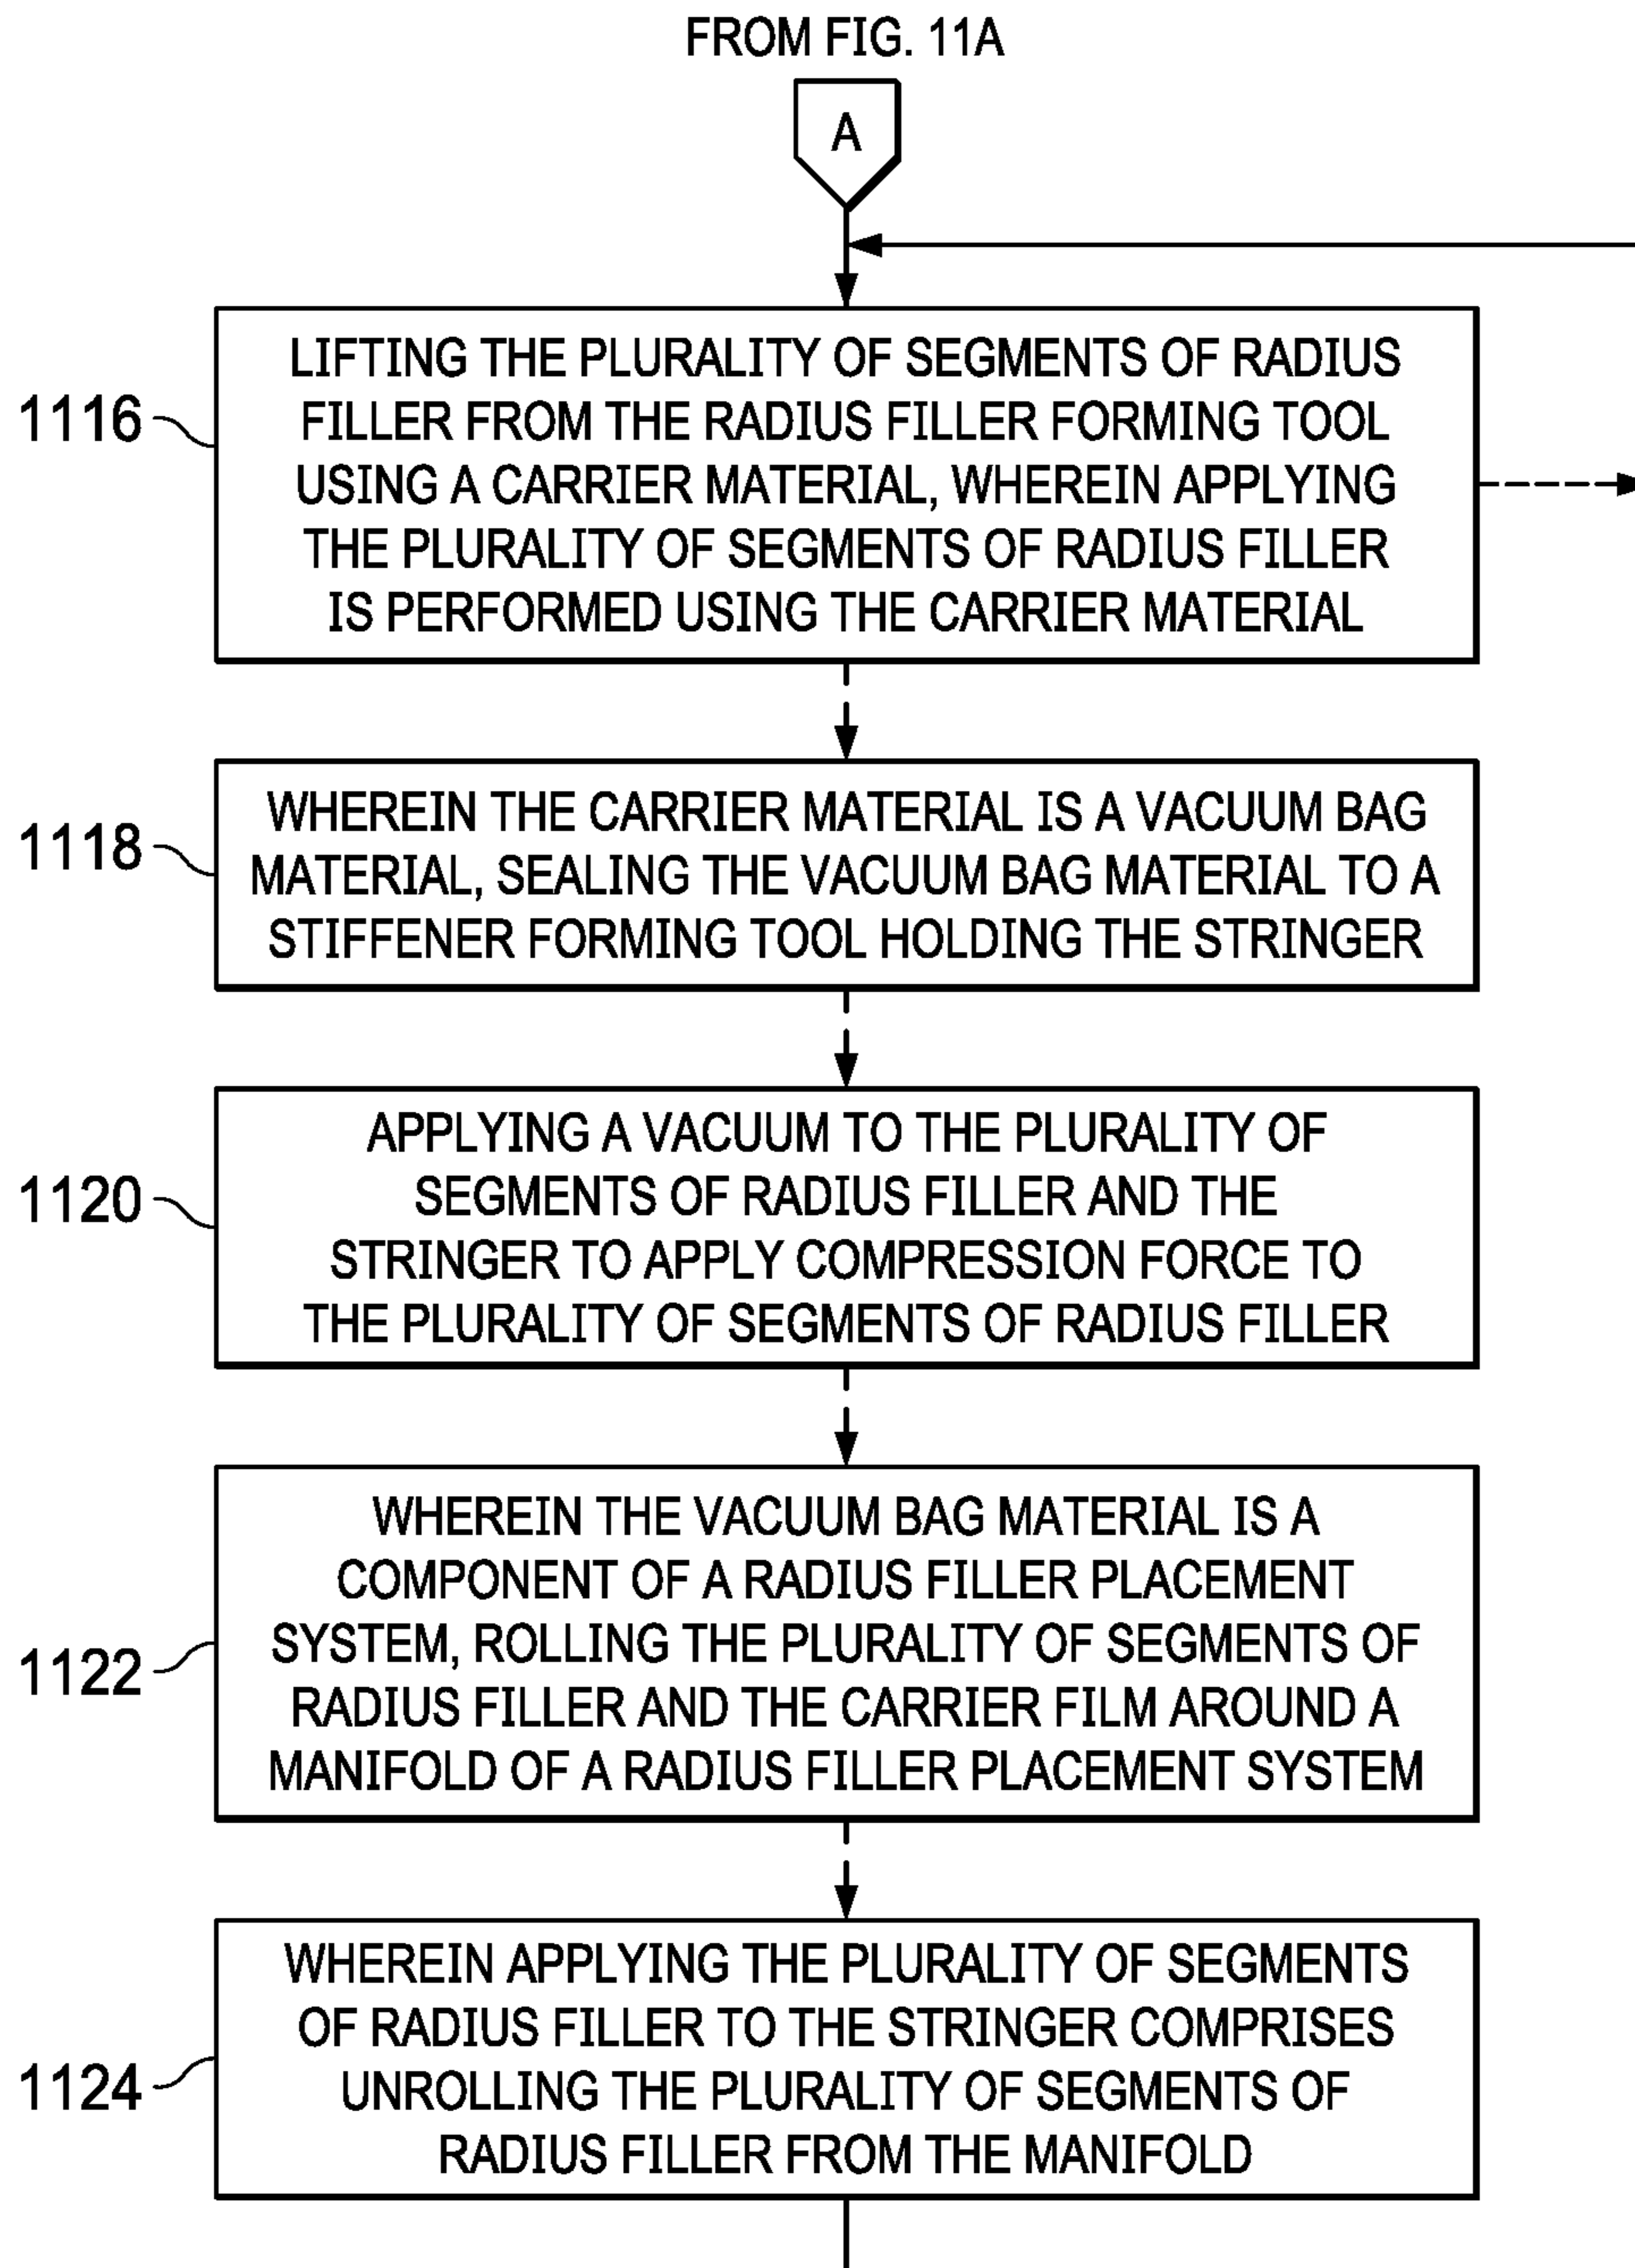 FROM FIG. 11A
A
LIFTING THE PLURALITY OF SEGMENTS OF RADIUS
FILLER FROM THE RADIUS FILLER FORMING TOOL
USING A CARRIER MATERIAL, WHEREIN APPLYING
THE PLURALITY OF SEGMENTS OF RADIUS FILLER
IS PERFORMED USING THE CARRIER MATERIAL
1116
WHEREIN THE CARRIER MATERIAL IS A VACUUM BAG
MATERIAL, SEALING THE VACUUM BAG MATERIAL TO A
STIFFENER FORMING TOOL HOLDING THE STRINGER
1118
APPLYING A VACUUM TO THE PLURALITY OF
SEGMENTS OF RADIUS FILLER AND THE
STRINGER TO APPLY COMPRESSION FORCE TO
THE PLURALITY OF SEGMENTS OF RADIUS FILLER
1120
WHEREIN THE VACUUM BAG MATERIAL IS A
COMPONENT OF A RADIUS FILLER PLACEMENT
SYSTEM, ROLLING THE PLURALITY OF SEGMENTS OF
RADIUS FILLER AND THE CARRIER FILM AROUND A
MANIFOLD OF A RADIUS FILLER PLACEMENT SYSTEM
1122
WHEREIN APPLYING THE PLURALITY OF SEGMENTS
OF RADIUS FILLER TO THE STRINGER COMPRISES
UNROLLING THE PLURALITY OF SEGMENTS OF
RADIUS FILLER FROM THE MANIFOLD
1124